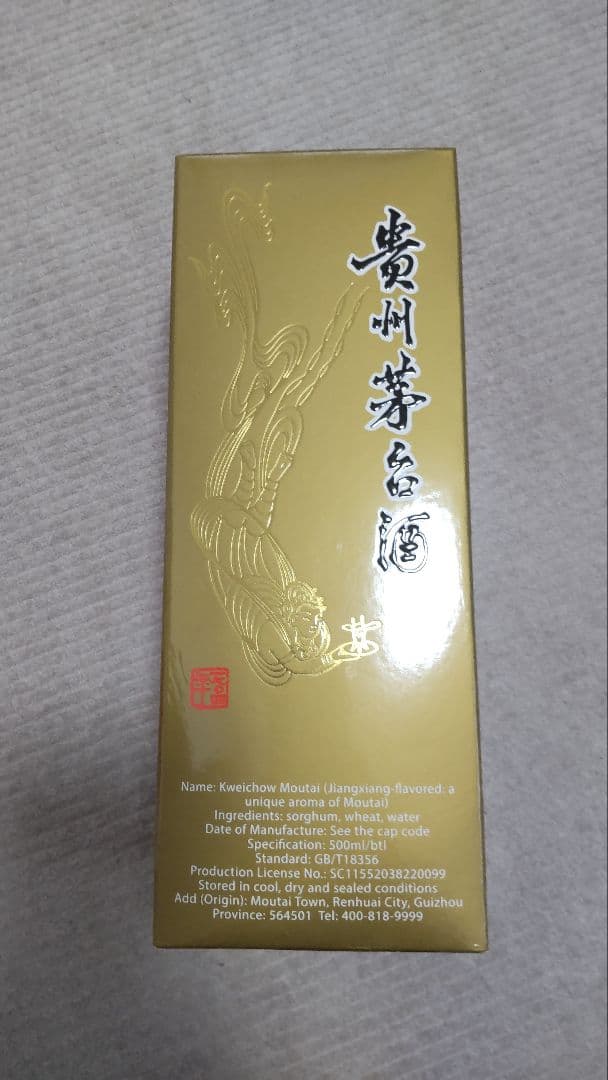 貴州茅台酒
Name: Kweichow Moutai (Jiangxiang-flavored: a
unique aroma of Moutai)
Ingredients: sorghum, wheat, water
Date of Manufacture: See the cap code
Specification: 500ml/btl
Standard: GB/T18356
Production License No.: SC11552038220099
Stored in cool, dry and sealed conditions
Add (Origin): Moutai Town, Renhuai City, Guizhou
Province: 564501 Tel: 400-818-9999